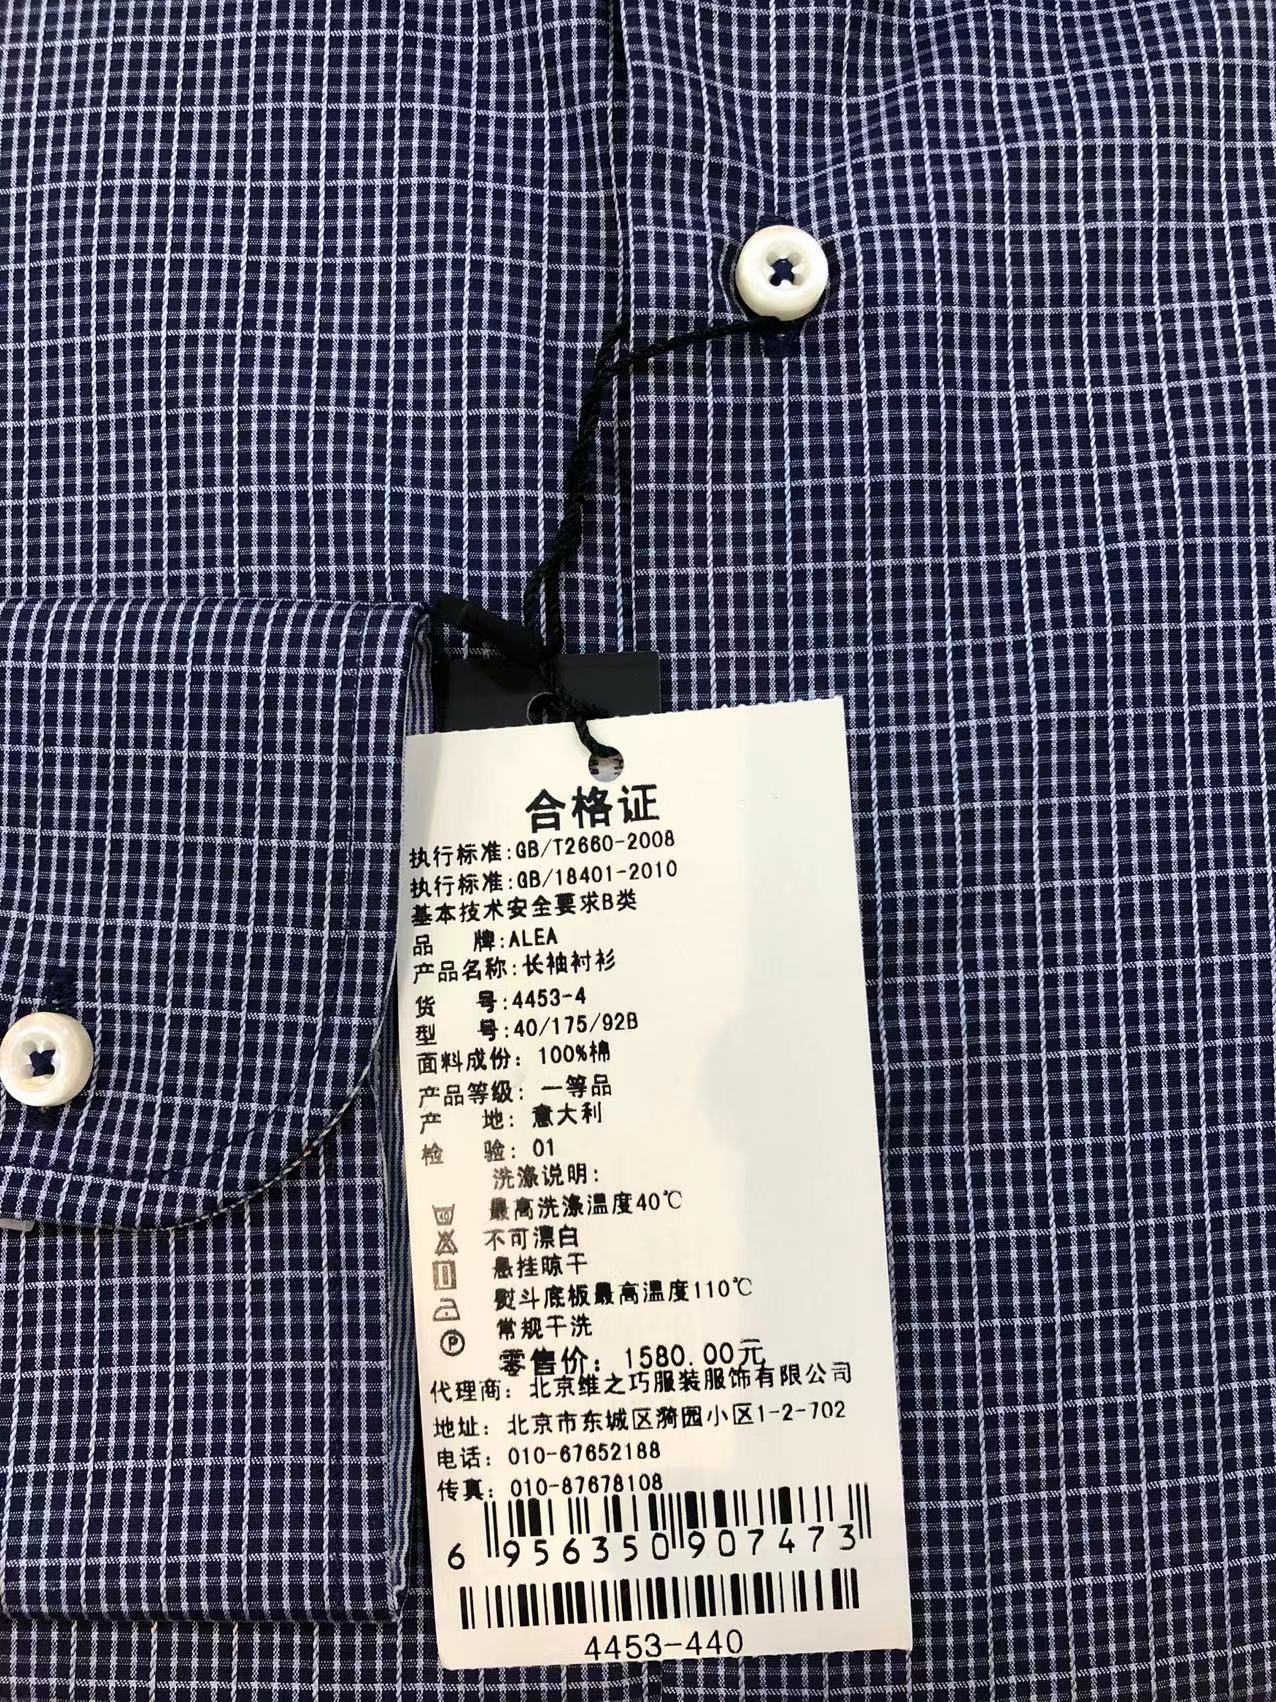 合格证
执行标准:GB/T2660-2008
执行标准:GB/18401-2010
基本技术安全要求B类
品 牌:ALEA
产品名称:长袖衬衫
货 号:4453-4
型 号:40/175/92B
面料成份: 100%棉
产品等级: 一等品
产 地: 意大利
检 验: 01
洗涤说明:
最高洗涤温度40℃
不可漂白
悬挂晾干
熨斗底板最高温度110℃
P 常规干洗
零售价: 1580.00元
代理商: 北京维之巧服装服饰有限公司
地址: 北京市东城区漪园小区1-2-702
电话: 010-67652188
传真: 010-87678108
6 956350 907473
4453-440